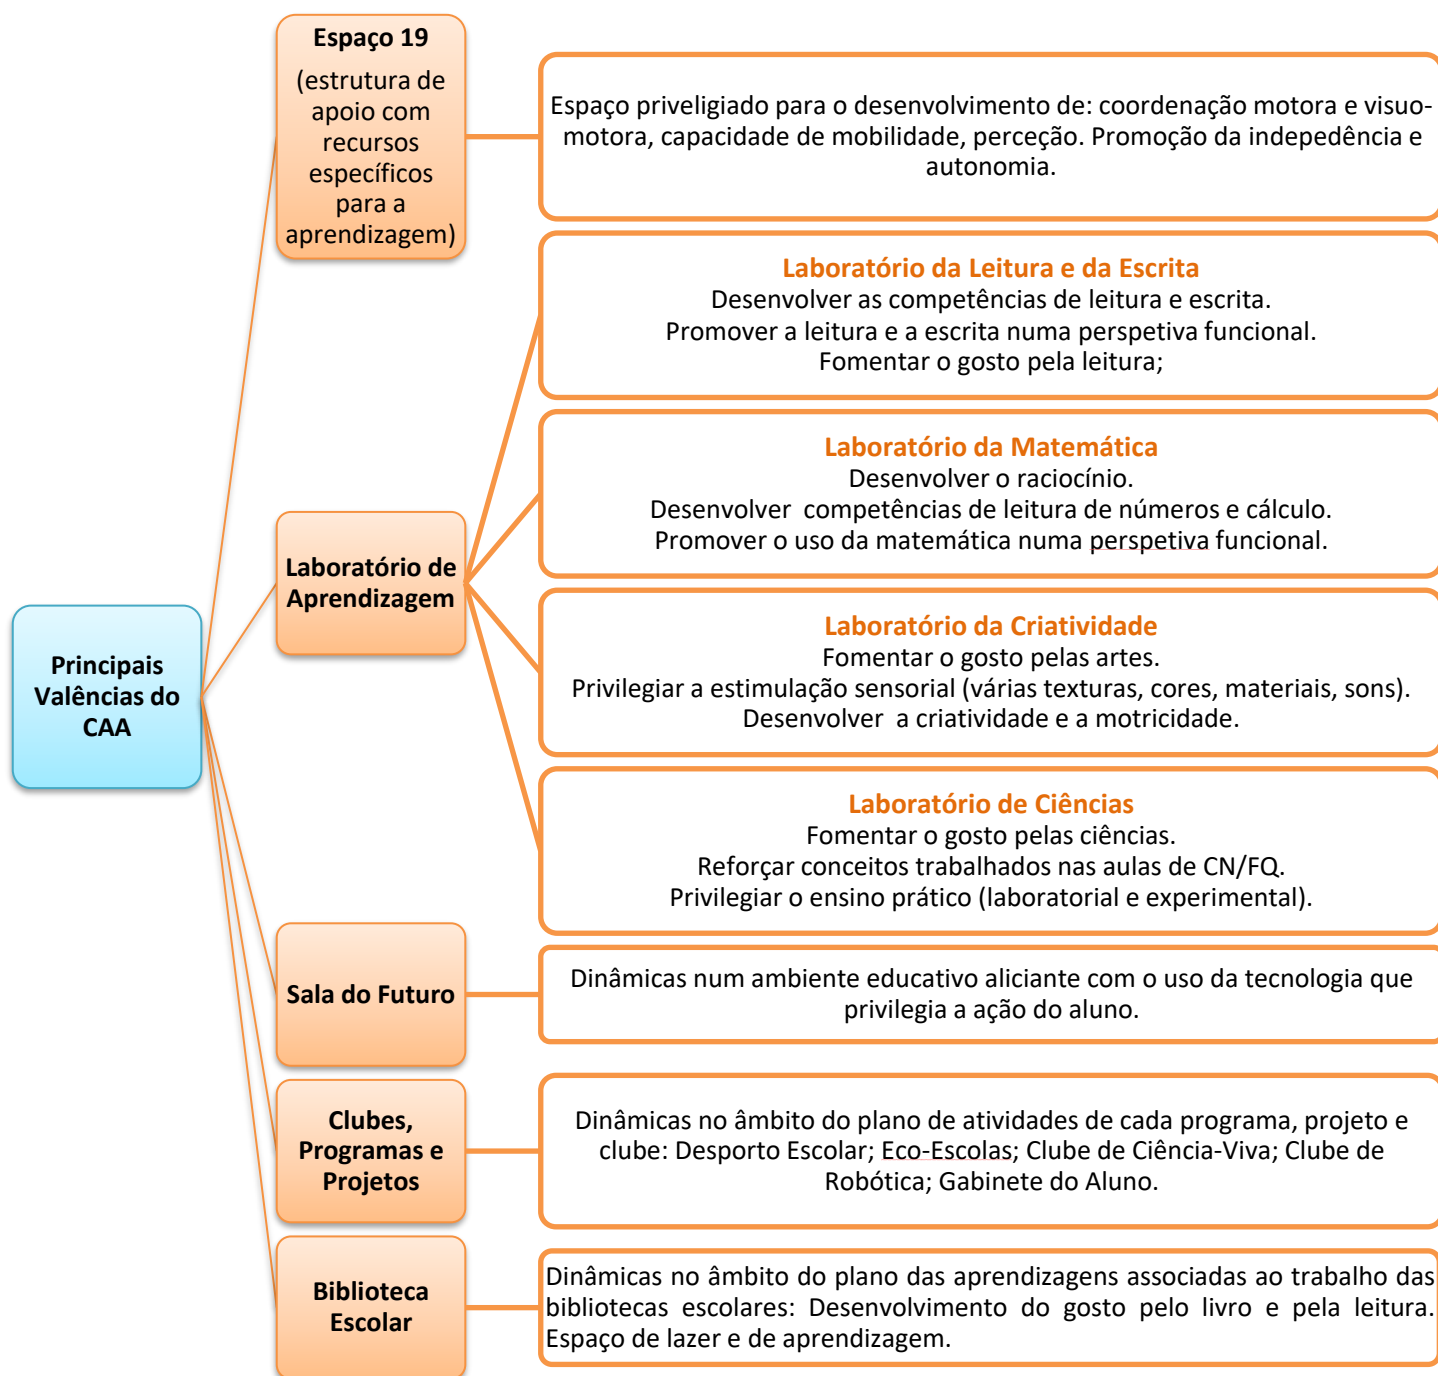 Principais
Valências do
CAA
Espaço 19
(estrutura de
apoio com
recursos
específicos
para a
aprendizagem)
Espaço priveligiado para o desenvolvimento de: coordenação motora e visuo-
motora, capacidade de mobilidade, perceção. Promoção da indepedência e
autonomia.
Laboratório de
Aprendizagem
Laboratório da Leitura e da Escrita
Desenvolver as competências de leitura e escrita.
Promover a leitura e a escrita numa perspetiva funcional.
Fomentar o gosto pela leitura;
Laboratório da Matemática
Desenvolver o raciocínio.
Desenvolver competências de leitura de números e cálculo.
Promover o uso da matemática numa perspetiva funcional.
Laboratório da Criatividade
Fomentar o gosto pelas artes.
Privilegiar a estimulação sensorial (várias texturas, cores, materiais, sons).
Desenvolver a criatividade e a motricidade.
Laboratório de Ciências
Fomentar o gosto pelas ciências.
Reforçar conceitos trabalhados nas aulas de CN/FQ.
Privilegiar o ensino prático (laboratorial e experimental).
Sala do Futuro
Dinâmicas num ambiente educativo aliciante com o uso da tecnologia que
privilegia a ação do aluno.
Clubes,
Programas e
Projetos
Dinâmicas no âmbito do plano de atividades de cada programa, projeto e
clube: Desporto Escolar; Eco-Escolas; Clube de Ciência-Viva; Clube de
Robótica; Gabinete do Aluno.
Biblioteca
Escolar
Dinâmicas no âmbito do plano das aprendizagens associadas ao trabalho das
bibliotecas escolares: Desenvolvimento do gosto pelo livro e pela leitura.
Espaço de lazer e de aprendizagem.